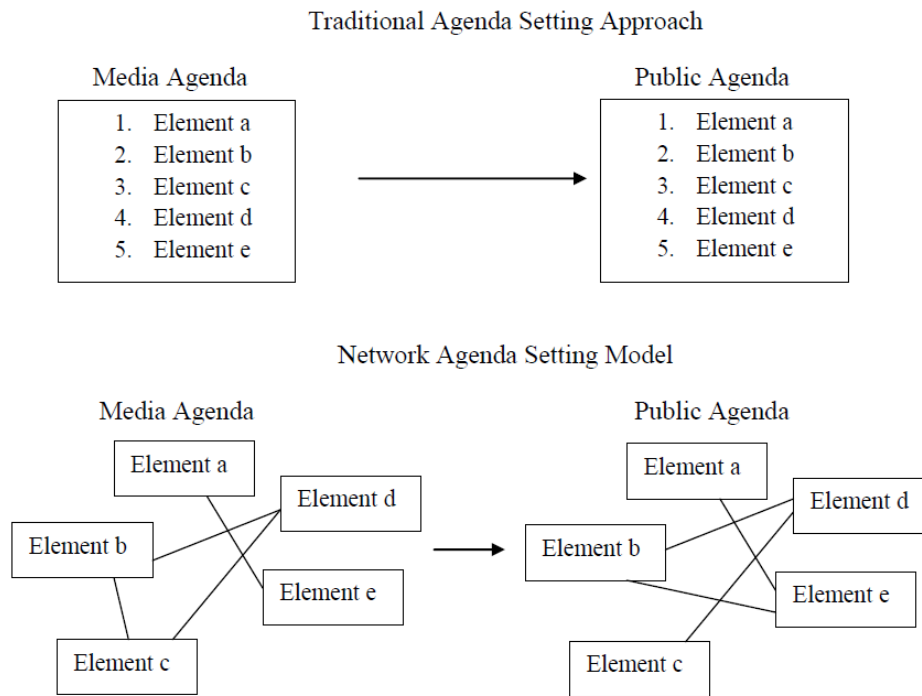 Traditional Agenda Setting Approach
Media Agenda
1. Element a
2. Element b
3. Element c
4. Element d
5. Element e
Public Agenda
1. Element a
2. Element b
3. Element c
4. Element d
5. Element e
Network Agenda Setting Model
Media Agenda
Element a
Element d
Element b
Element e
Element c
Public Agenda
Element a
Element d
Element b
Element e
Element c